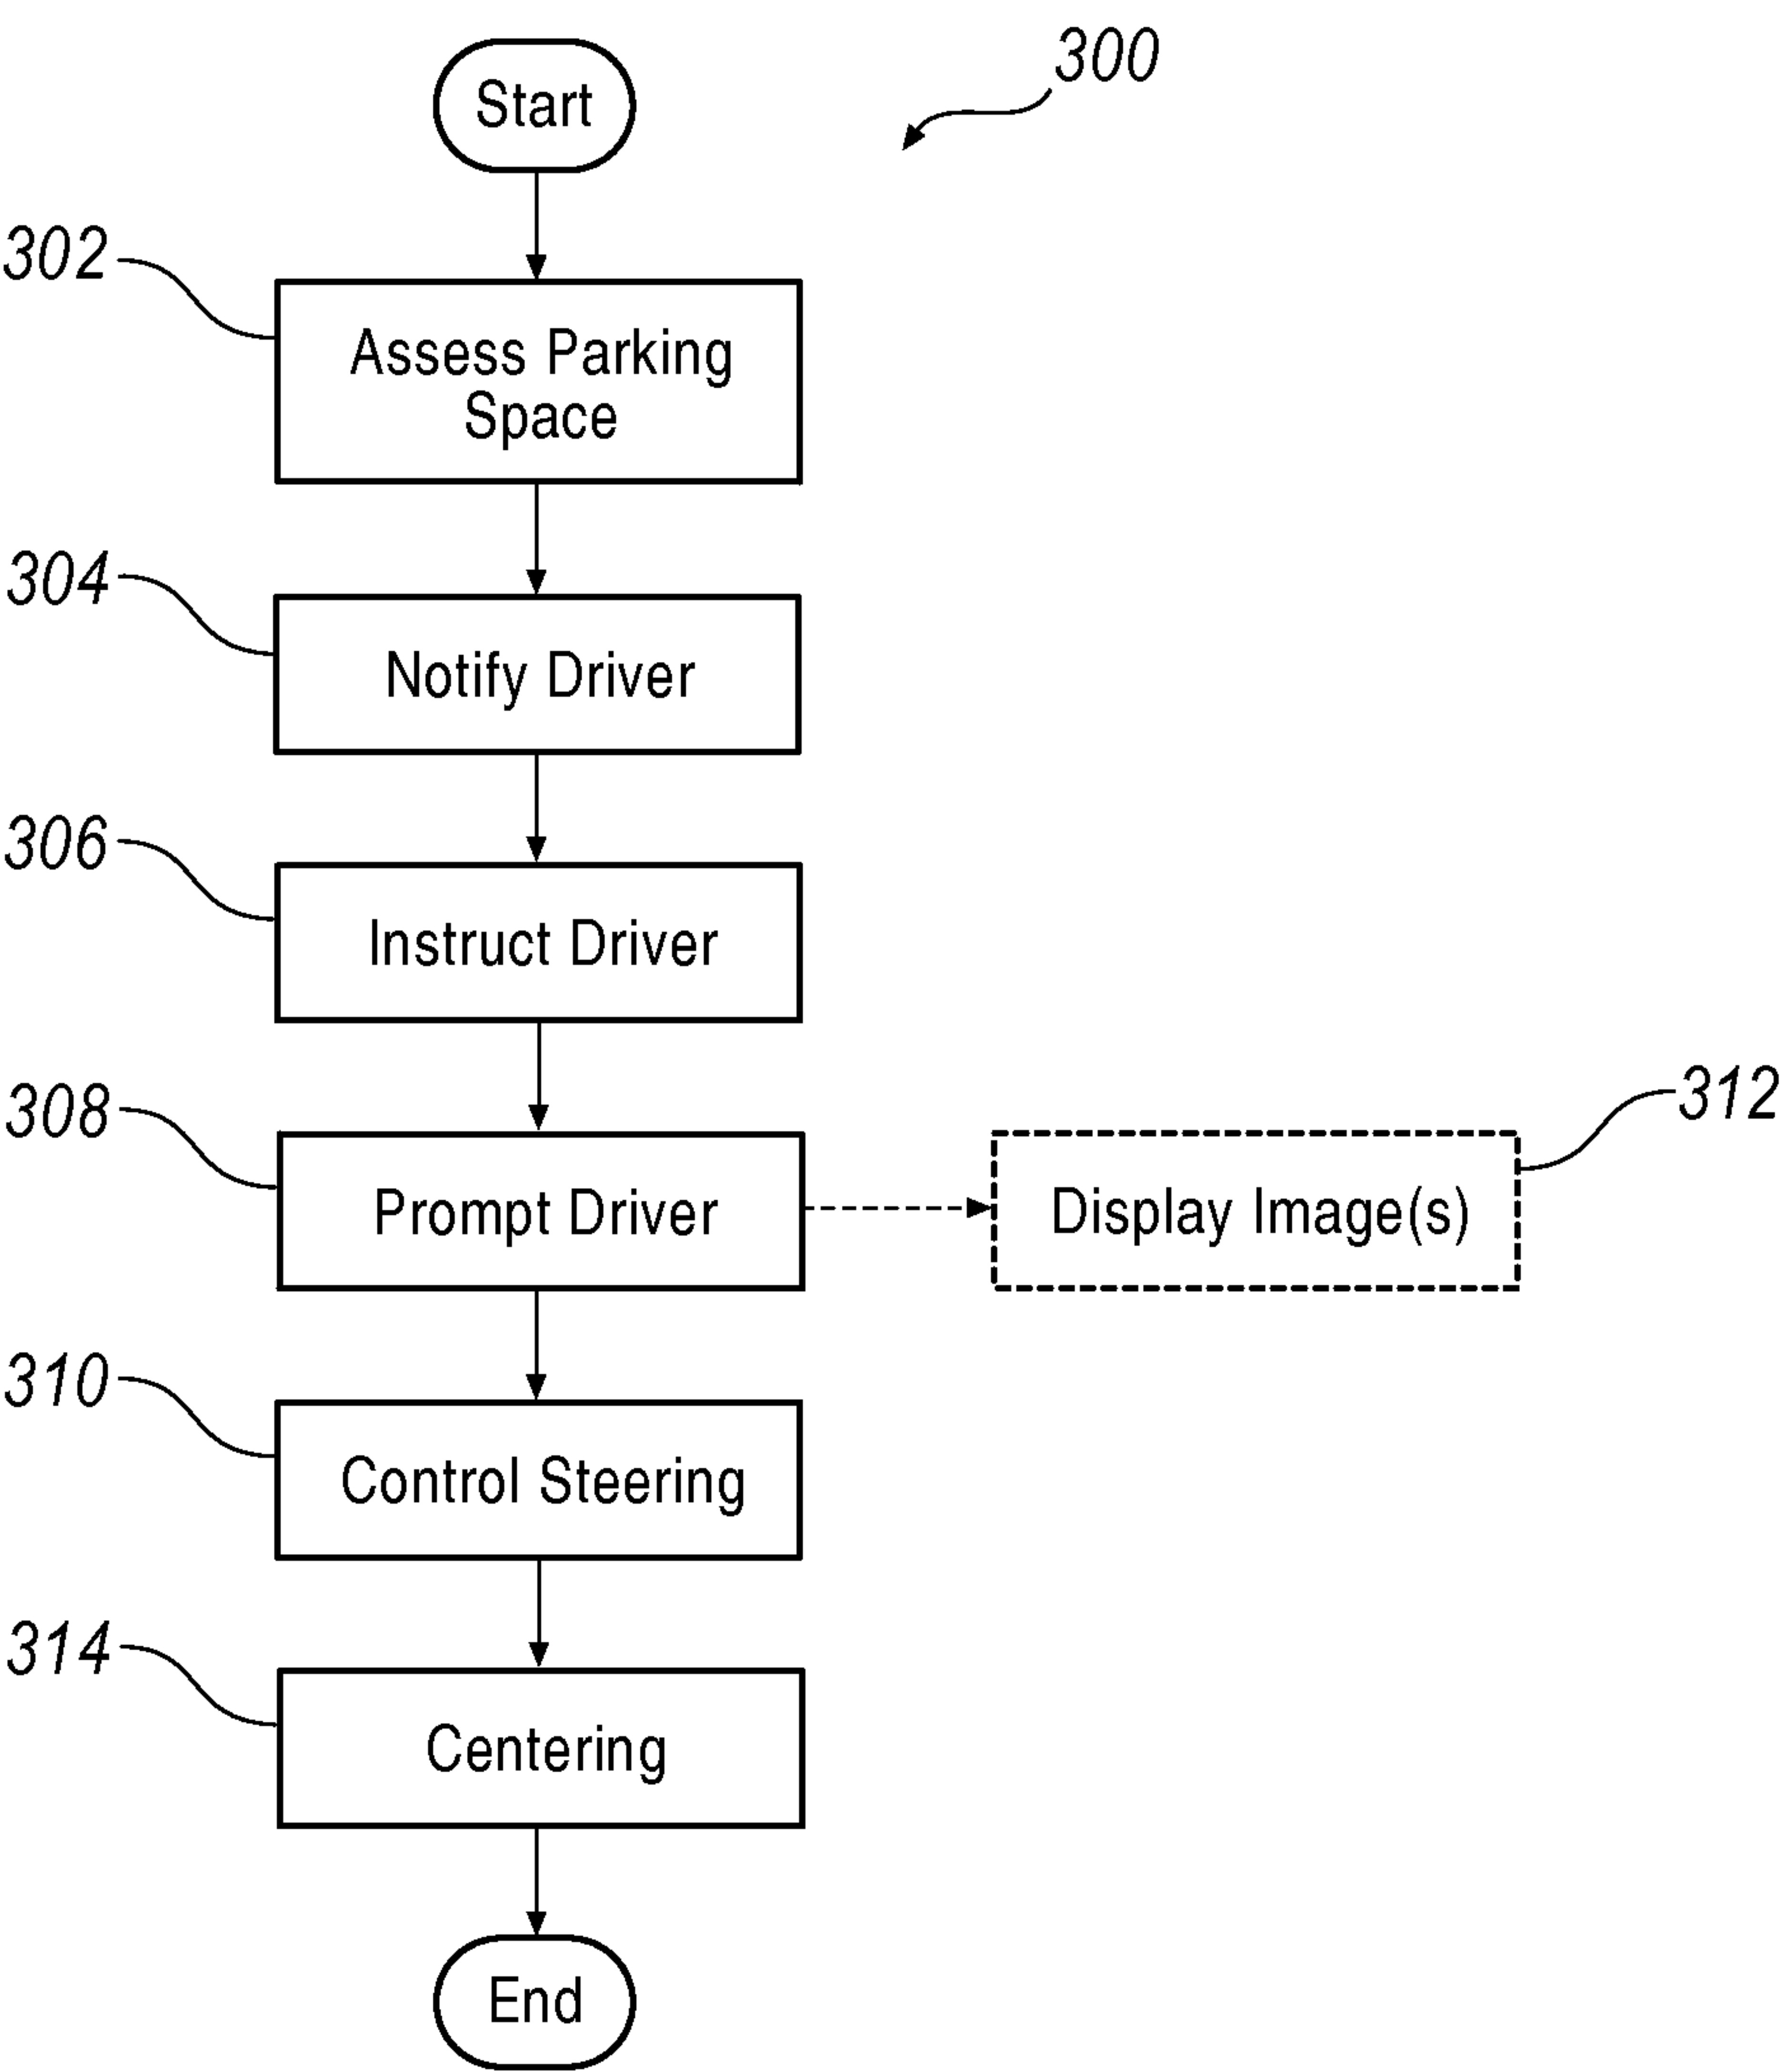 Start
300
302
Assess Parking
Space
304
Notify Driver
306
Instruct Driver
308
Prompt Driver
Display Image(s)
312
310
Control Steering
314
Centering
End